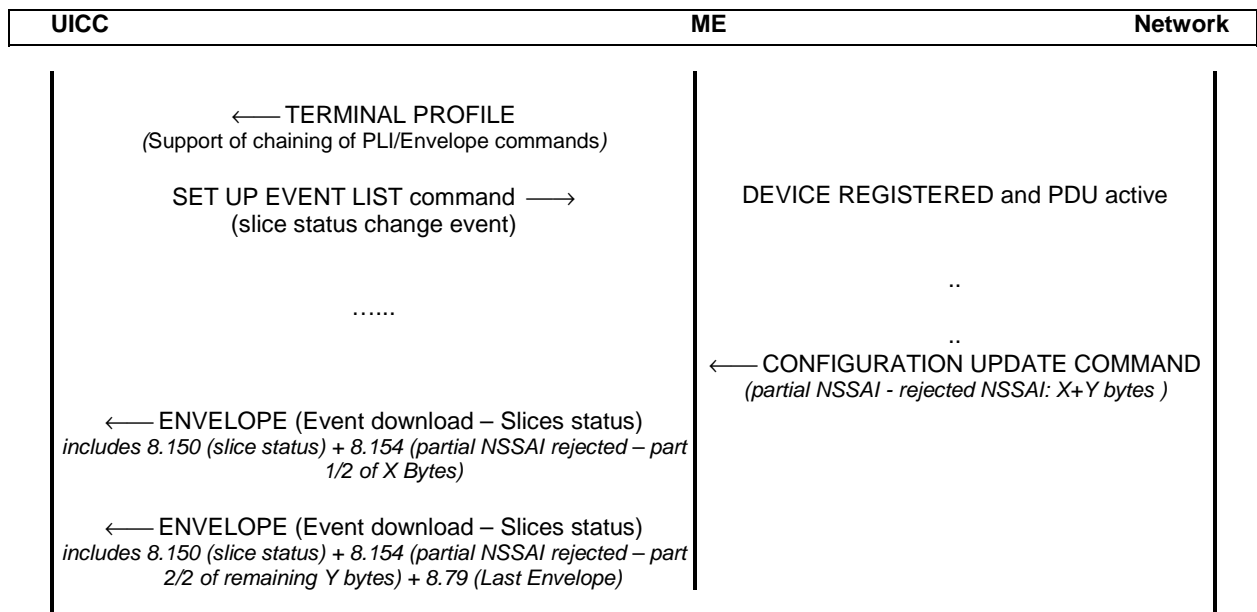 UICC ME Network
←── TERMINAL PROFILE
(Support of chaining of PLI/Envelope commands)
SET UP EVENT LIST command ──→
(slice status change event)
DEVICE REGISTERED and PDU active
..
…...
..
←── CONFIGURATION UPDATE COMMAND
(partial NSSAI - rejected NSSAI: X+Y bytes )
←── ENVELOPE (Event download – Slices status)
includes 8.150 (slice status) + 8.154 (partial NSSAI rejected – part
1/2 of X Bytes)
←── ENVELOPE (Event download – Slices status)
includes 8.150 (slice status) + 8.154 (partial NSSAI rejected – part
2/2 of remaining Y bytes) + 8.79 (Last Envelope)